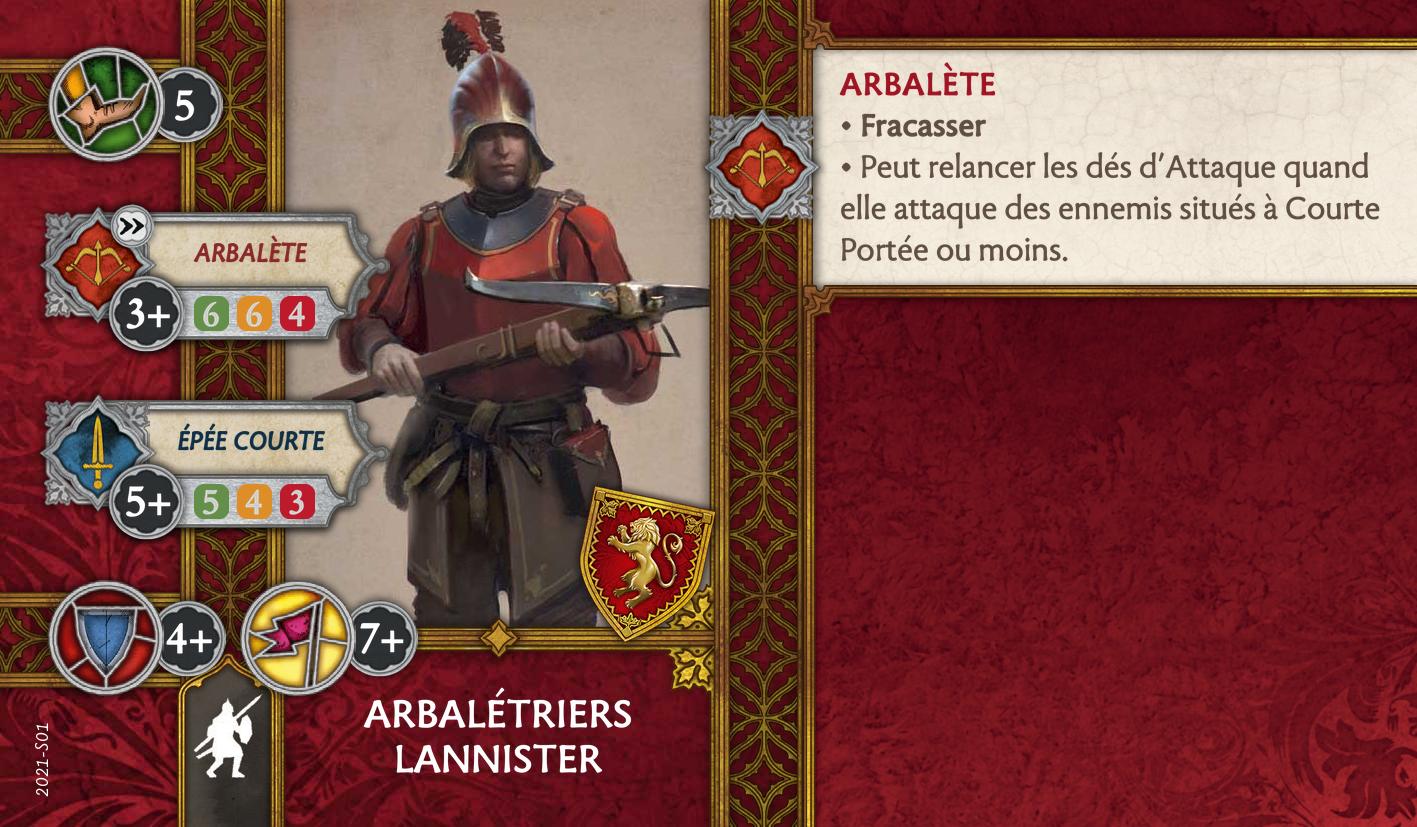 5
ARBALÈTE
3+ 6 6 4
ÉPÉE COURTE
5+ 5 4 3
4+ 7+
ARBALÉTRIERS
LANNISTER
2021-S01
ARBALÈTE
• Fracasser
• Peut relancer les dés d'Attaque quand
elle attaque des ennemis situés à Courte
Portée ou moins.